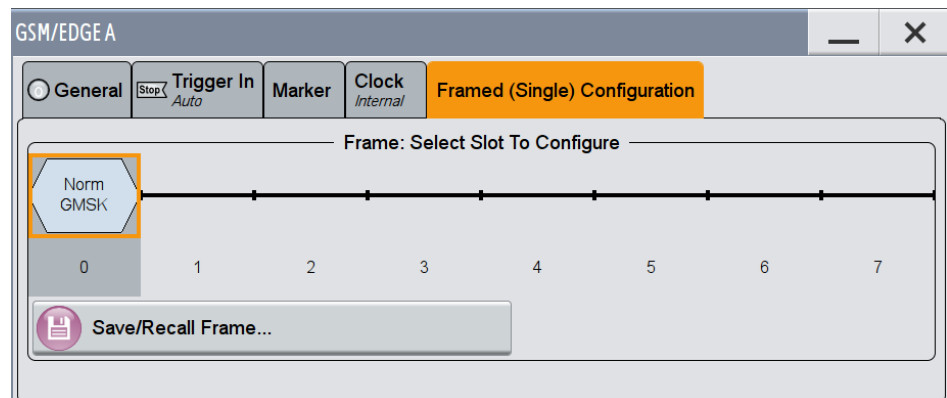 GSM/EDGE A
General
Stop
Trigger In
Auto
Marker
Clock
Internal
Framed (Single) Configuration
Frame: Select Slot To Configure
Norm
GMSK
0 1 2 3 4 5 6 7
Save/Recall Frame...